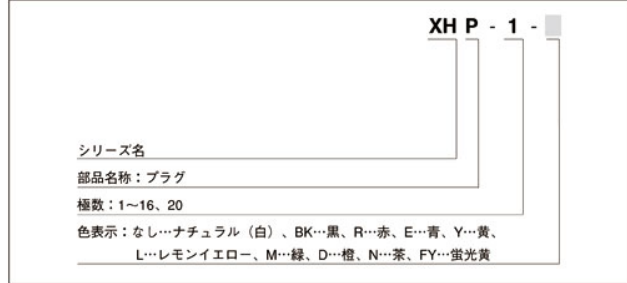 XH P - 1 -
シリーズ名
部品名称：プラグ
極数：1～16、20
色表示：なし…ナチュラル（白）、BK…黒、R…赤、E…青、Y…黄、
L…レモンイエロー、M…緑、D…橙、N…茶、FY…蛍光黄